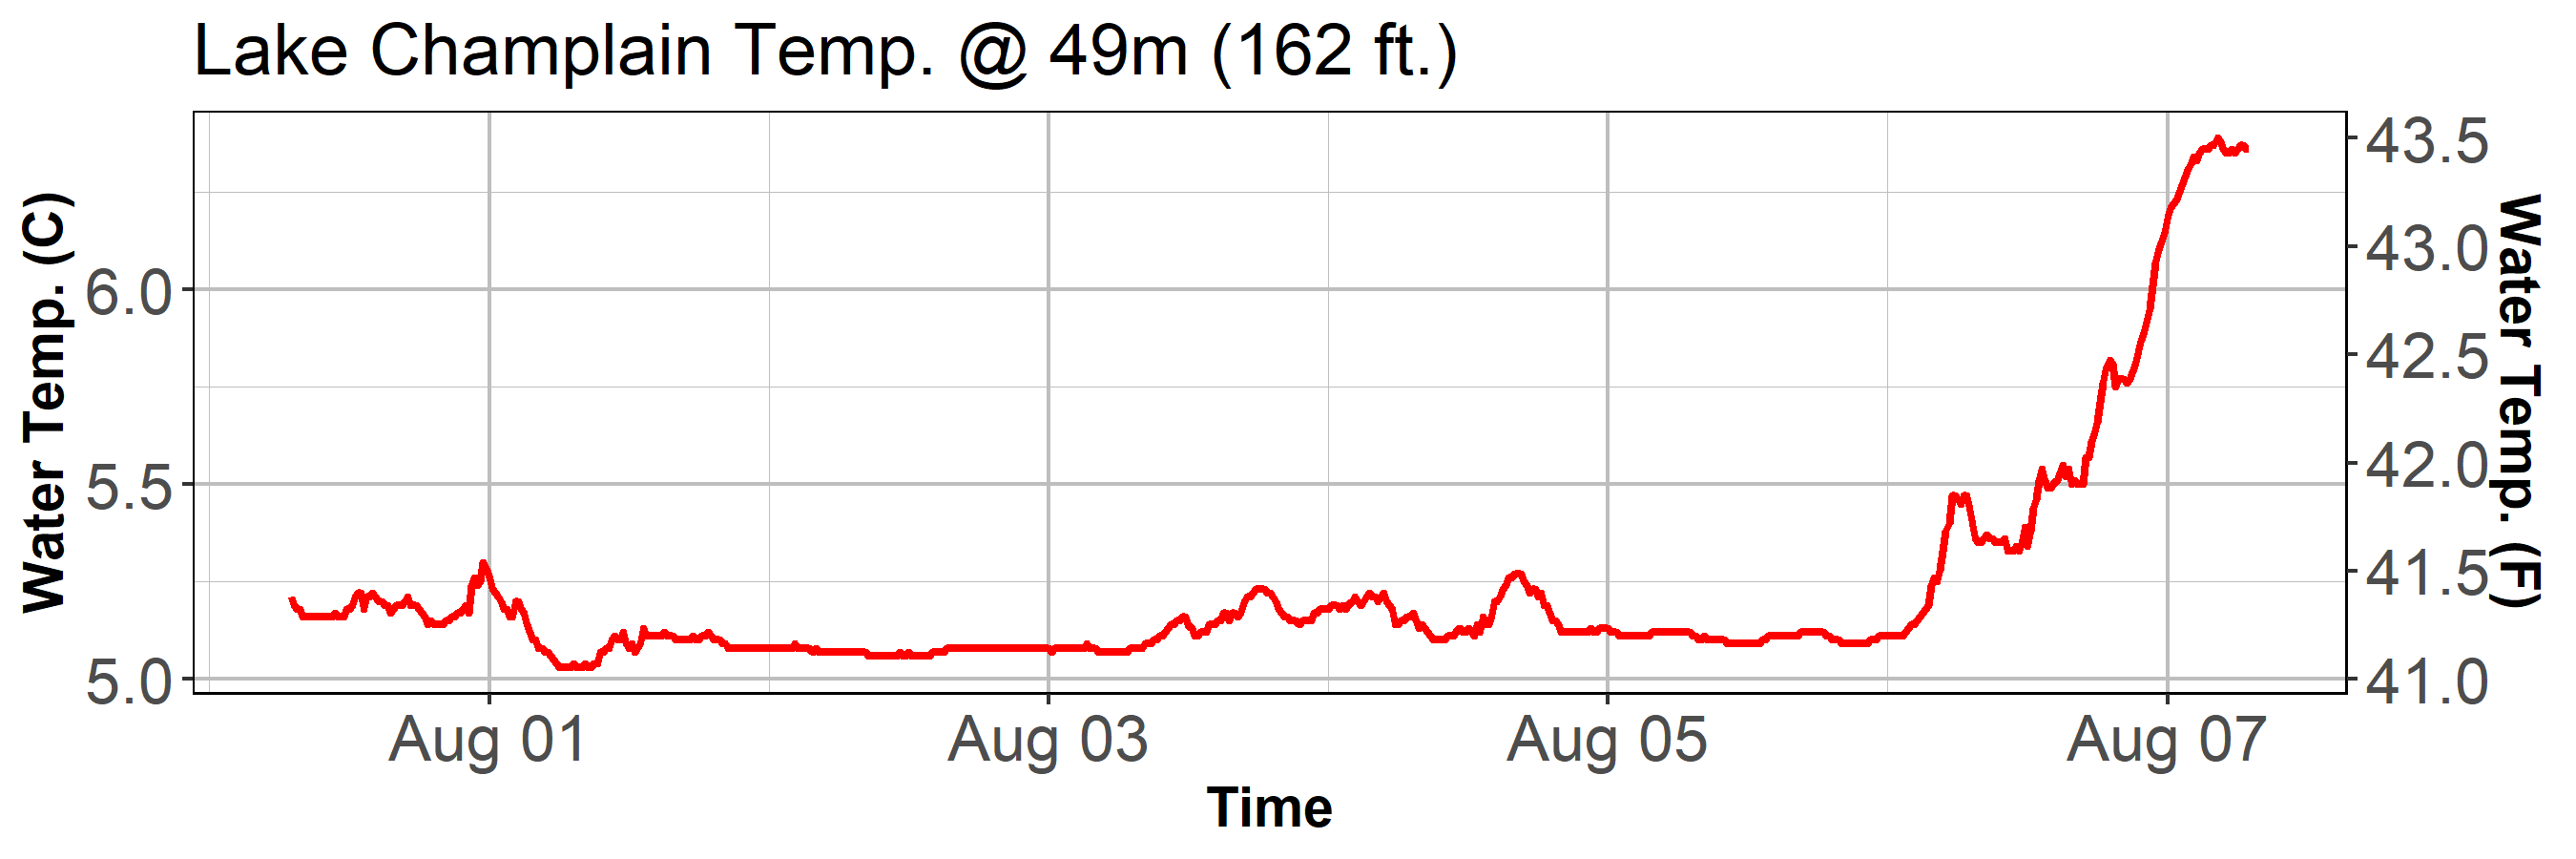 Lake Champlain Temp. @ 49m (162 ft.)
Water Temp. (C)
6.0
5.5
5.0
43.5
43.0
42.5
42.0
41.5
41.0
Water Temp. (F)
Aug 01
Aug 03
Aug 05
Aug 07
Time